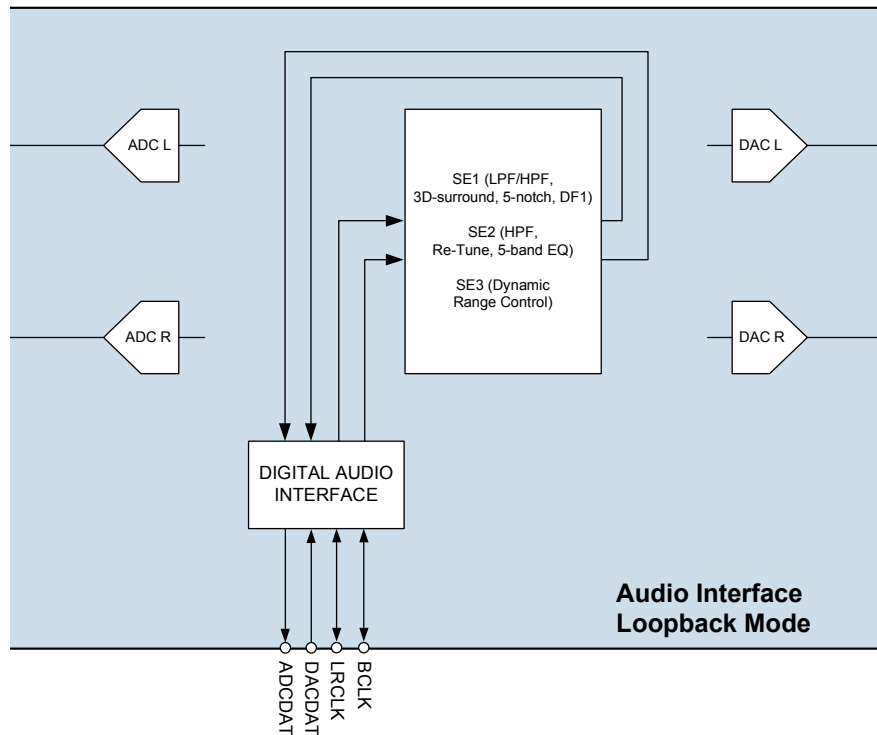 ADC L
SE1 (LPF/HPF,
3D-surround, 5-notch, DF1)
SE2 (HPF,
Re-Tune, 5-band EQ)
SE3 (Dynamic
Range Control)
DAC L
ADC R
DAC R
DIGITAL AUDIO
INTERFACE
Audio Interface
Loopback Mode
ADCDAT
DACDAT
LRCLK
BCLK